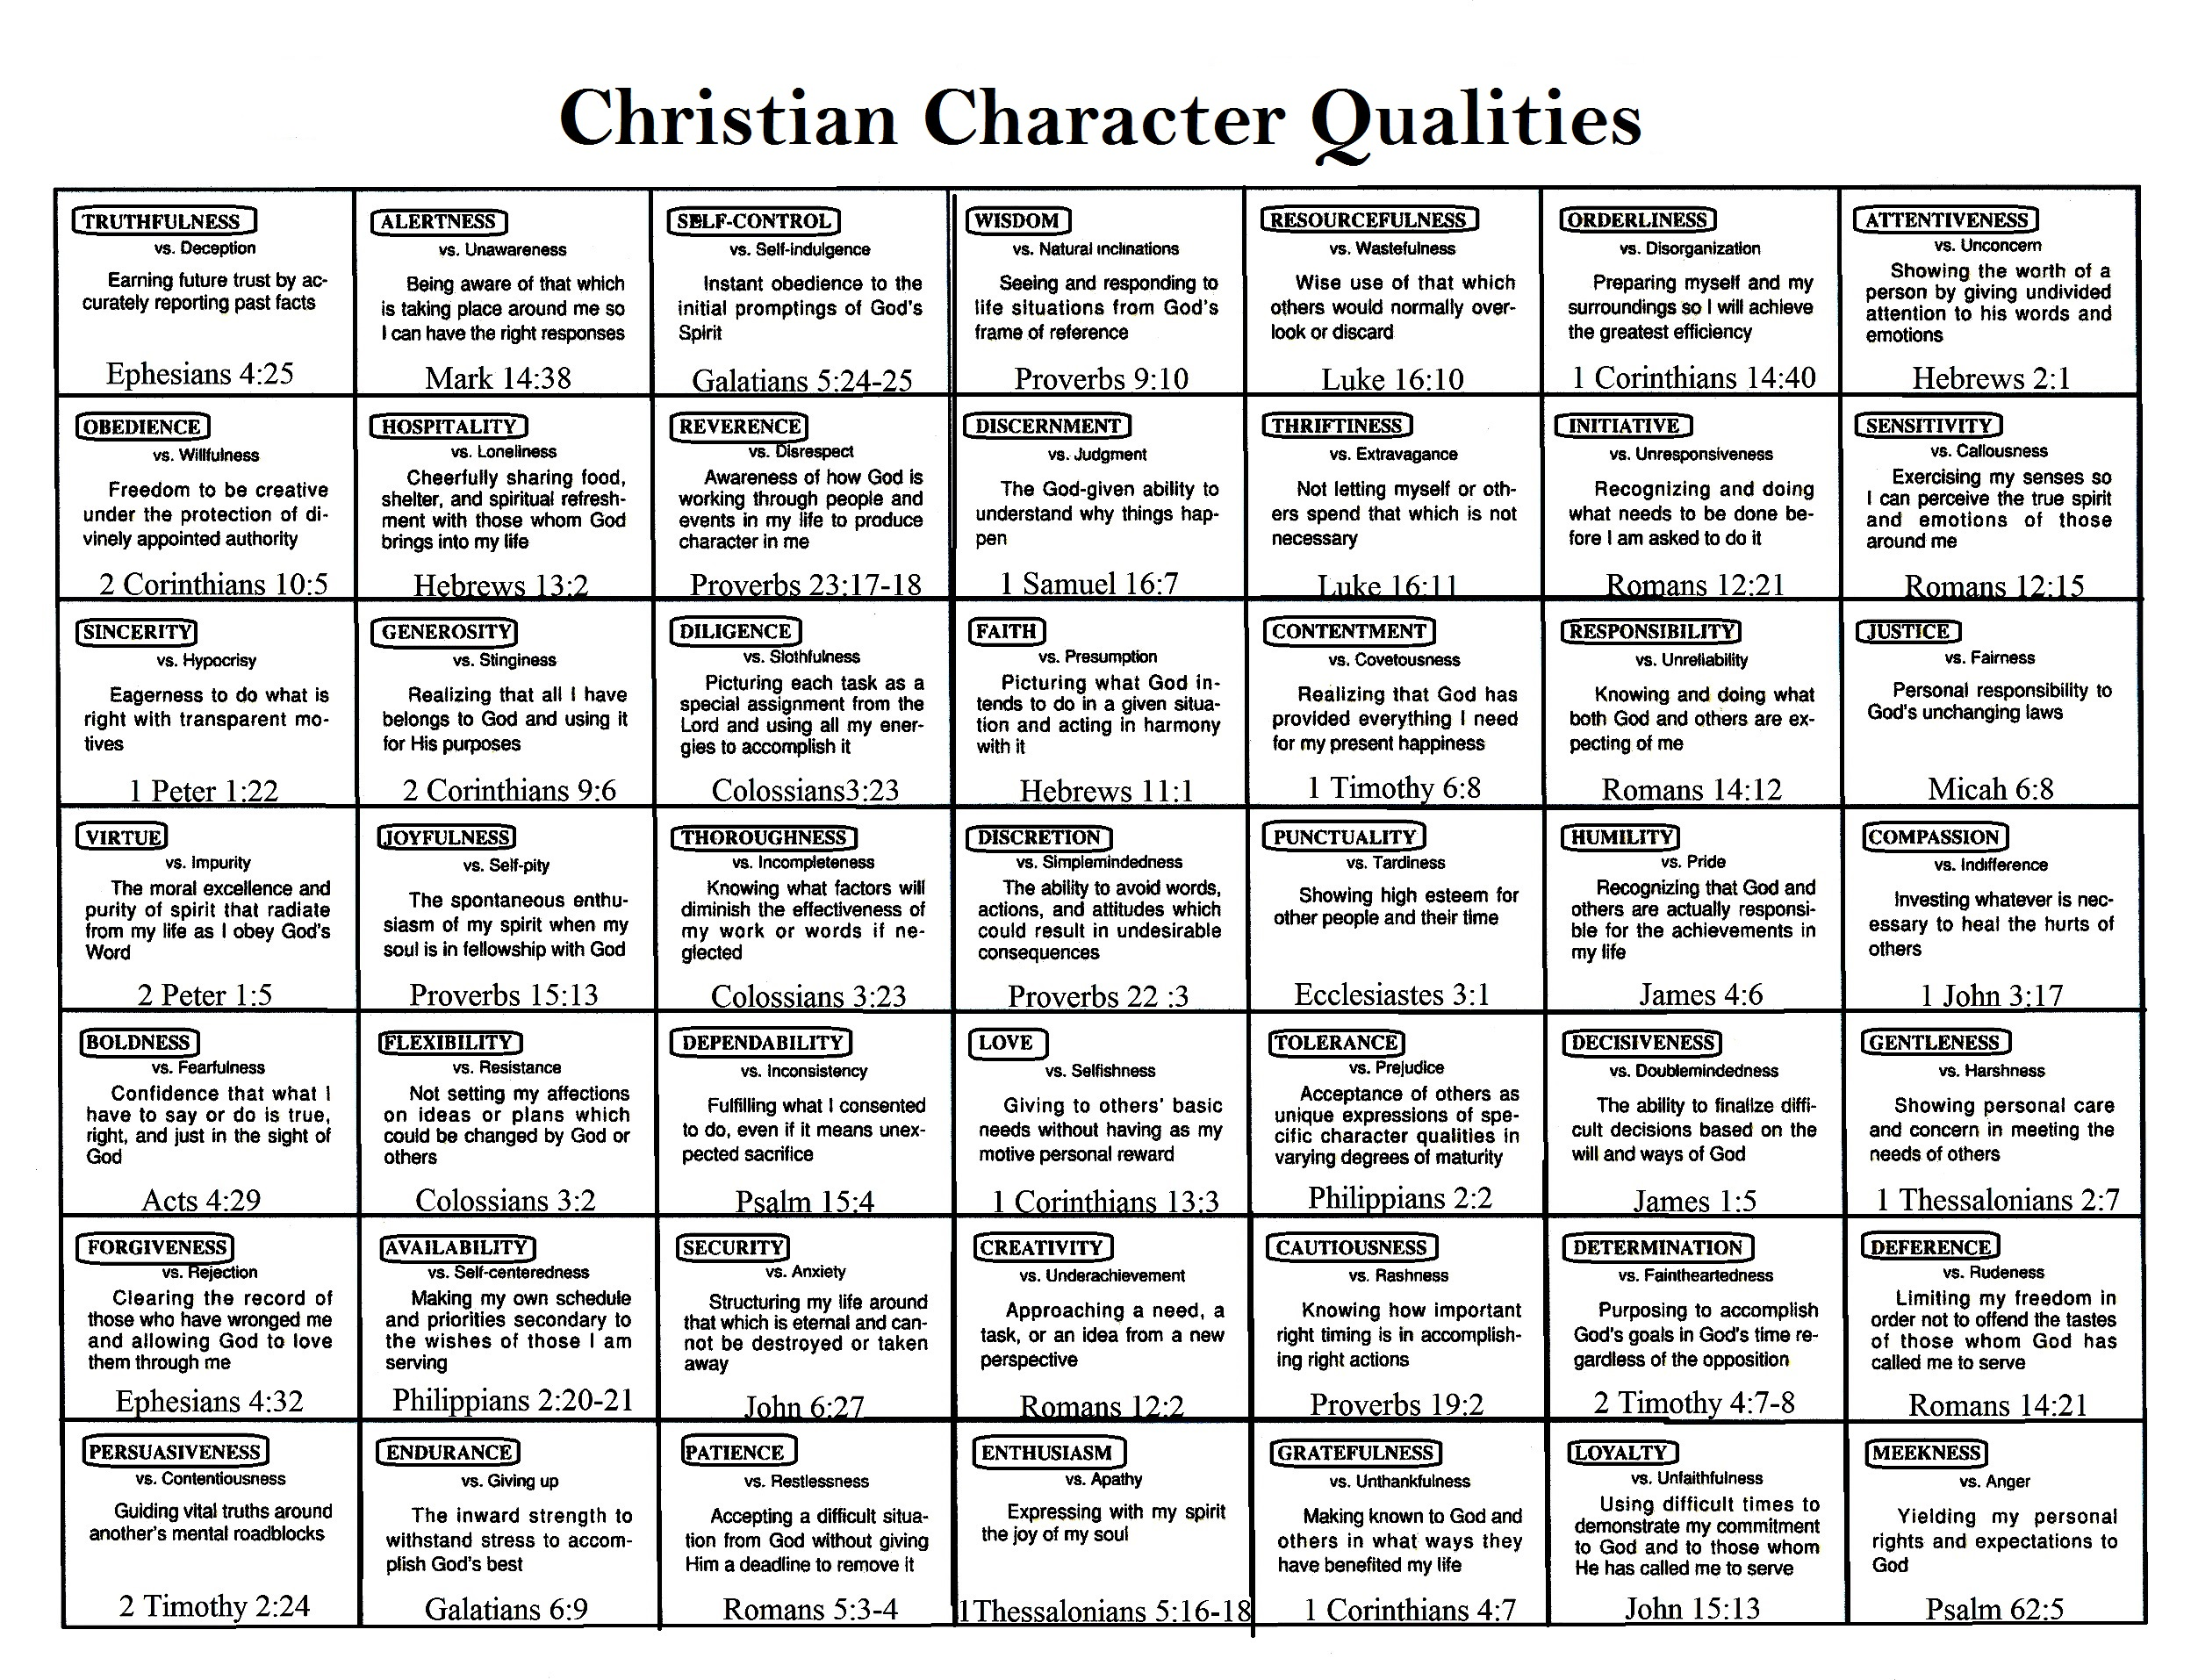 Christian Character Qualities
TRUTHFULNESS
vs. Deception
Earning future trust by ac-
curately reporting past facts
Ephesians 4:25
ALERTNESS
vs. Unawareness
Being aware of that which
is taking place around me so
I can have the right responses
Mark 14:38
SELF-CONTROL
vs. Self-indulgence
Instant obedience to the
initial promptings of God's
Spirit
Galatians 5:24-25
WISDOM
vs. Natural inclinations
Seeing and responding to
life situations from God's
frame of reference
Proverbs 9:10
RESOURCEFULNESS
vs. Wastefulness
Wise use of that which
others would normally over-
look or discard
Luke 16:10
ORDERLINESS
vs. Disorganization
Preparing myself and my
surroundings so I will achieve
the greatest efficiency
1 Corinthians 14:40
ATTENTIVENESS
vs. Unconcern
Showing the worth of a
person by giving undivided
attention to his words and
emotions
Hebrews 2:1
OBEDIENCE
vs. Willfulness
Freedom to be creative
under the protection of di-
vinely appointed authority
2 Corinthians 10:5
HOSPITALITY
vs. Loneliness
Cheerfully sharing food,
shelter, and spiritual refresh-
ment with those whom God
brings into my life
Hebrews 13:2
REVERENCE
vs. Disrespect
Awareness of how God is
working through people and
events in my life to produce
character in me
Proverbs 23:17-18
DISCERNMENT
vs. Judgment
The God-given ability to
understand why things hap-
pen
1 Samuel 16:7
THRIFTINESS
vs. Extravagance
Not letting myself or oth-
ers spend that which is not
necessary
Luke 16:11
INITIATIVE
vs. Unresponsiveness
Recognizing and doing
what needs to be done be-
fore I am asked to do it
Romans 12:21
SENSITIVITY
vs. Callousness
Exercising my senses so
I can perceive the true spirit
and emotions of those
around me
Romans 12:15
SINCERITY
vs. Hypocrisy
Eagerness to do what is
right with transparent mo-
tives
1 Peter 1:22
GENEROSITY
vs. Stinginess
Realizing that all I have
belongs to God and using it
for His purposes
2 Corinthians 9:6
DILIGENCE
vs. Slothfulness
Picturing each task as a
special assignment from the
Lord and using all my ener-
gies to accomplish it
Colossians3:23
FAITH
vs. Presumption
Picturing what God in-
tends to do in a given situa-
tion and acting in harmony
with it
Hebrews 11:1
CONTENTMENT
vs. Covetousness
Realizing that God has
provided everything I need
for my present happiness
1 Timothy 6:8
RESPONSIBILITY
vs. Unreliability
Knowing and doing what
both God and others are ex-
pecting of me
Romans 14:12
JUSTICE
vs. Fairness
Personal responsibility to
God's unchanging laws
Micah 6:8
VIRTUE
vs. Impurity
The moral excellence and
purity of spirit that radiate
from my life as I obey God's
Word
2 Peter 1:5
JOYFULNESS
vs. Self-pity
The spontaneous enthu-
siasm of my spirit when my
soul is in fellowship with God
Proverbs 15:13
THOROUGHNESS
vs. Incompleteness
Knowing what factors will
diminish the effectiveness of
my work or words if ne-
glected
Colossians 3:23
DISCRETION
vs. Simplemindedness
The ability to avoid words,
actions, and attitudes which
could result in undesirable
consequences
Proverbs 22 :3
PUNCTUALITY
vs. Tardiness
Showing high esteem for
other people and their time
Ecclesiastes 3:1
HUMILITY
vs. Pride
Recognizing that God and
others are actually responsi-
ble for the achievements in
my life
James 4:6
COMPASSION
vs. Indifference
Investing whatever is nec-
essary to heal the hurts of
others
1 John 3:17
BOLDNESS
vs. Fearfulness
Confidence that what I
have to say or do is true,
right, and just in the sight of
God
Acts 4:29
FLEXIBILITY
vs. Resistance
Not setting my affections
on ideas or plans which
could be changed by God or
others
Colossians 3:2
DEPENDABILITY
vs. Inconsistency
Fulfilling what I consented
to do, even if it means unex-
pected sacrifice
Psalm 15:4
LOVE
vs. Selfishness
Giving to others' basic
needs without having as my
motive personal reward
1 Corinthians 13:3
TOLERANCE
vs. Prejudice
Acceptance of others as
unique expressions of spe-
cific character qualities in
varying degrees of maturity
Philippians 2:2
DECISIVENESS
vs. Doublemindedness
The ability to finalize diffi-
cult decisions based on the
will and ways of God
James 1:5
GENTLENESS
vs. Harshness
Showing personal care
and concern in meeting the
needs of others
1 Thessalonians 2:7
FORGIVENESS
vs. Rejection
Clearing the record of
those who have wronged me
and allowing God to love
them through me
Ephesians 4:32
AVAILABILITY
vs. Self-centeredness
Making my own schedule
and priorities secondary to
the wishes of those I am
serving
Philippians 2:20-21
SECURITY
vs. Anxiety
Structuring my life around
that which is eternal and can-
not be destroyed or taken
away
John 6:27
CREATIVITY
vs. Underachievement
Approaching a need, a
task, or an idea from a new
perspective
Romans 12:2
CAUTIOUSNESS
vs. Rashness
Knowing how important
right timing is in accomplish-
ing right actions
Proverbs 19:2
DETERMINATION
vs. Faintheartedness
Purposing to accomplish
God's goals in God's time re-
gardless of the opposition
2 Timothy 4:7-8
DEFERENCE
vs. Rudeness
Limiting my freedom in
order not to offend the tastes
of those whom God has
called me to serve
Romans 14:21
PERSUASIVENESS
vs. Contentiousness
Guiding vital truths around
another's mental roadblocks
2 Timothy 2:24
ENDURANCE
vs. Giving up
The inward strength to
withstand stress to accom-
plish God's best
Galatians 6:9
PATIENCE
vs. Restlessness
Accepting a difficult situa-
tion from God without giving
Him a deadline to remove it
Romans 5:3-4
ENTHUSIASM
vs. Apathy
Expressing with my spirit
the joy of my soul
1Thessalonians 5:16-18
GRATEFULNESS
vs. Unthankfulness
Making known to God and
others in what ways they
have benefited my life
1 Corinthians 4:7
LOYALTY
vs. Unfaithfulness
Using difficult times to
demonstrate my commitment
to God and to those whom
He has called me to serve
John 15:13
MEEKNESS
vs. Anger
Yielding my personal
rights and expectations to
God
Psalm 62:5